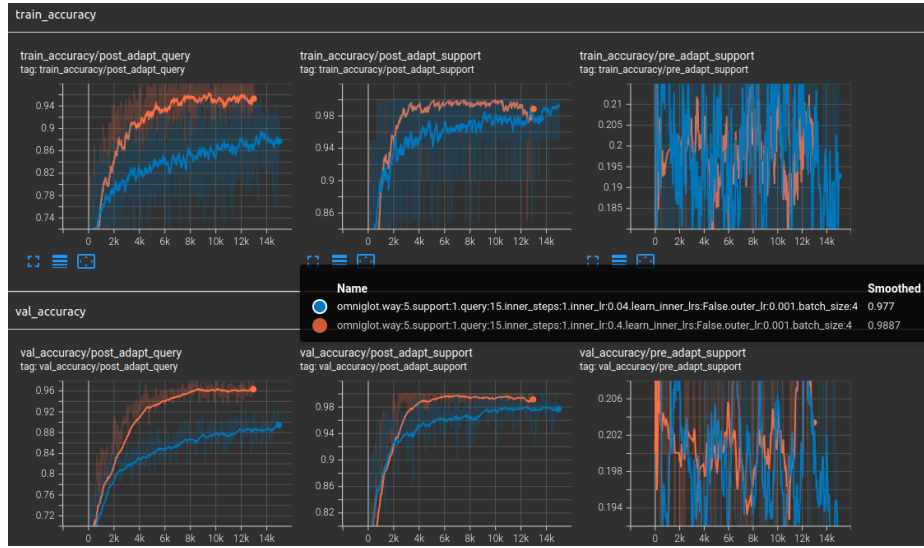 train_accuracy
train_accuracy/post_adapt_query
tag: train_accuracy/post_adapt_query
0.94
0.9
0.86
0.82
0.78
0.74
0 2k 4k 6k 8k 10k 12k 14k
train_accuracy/post_adapt_support
tag: train_accuracy/post_adapt_support
0.98
0.94
0.9
0.86
0 2k 4k 6k 8k 10k 12k 14k
train_accuracy/pre_adapt_support
tag: train_accuracy/pre_adapt_support
0.21
0.205
0.2
0.195
0.19
0.185
0 2k 4k 6k 8k 10k 12k 14k
Name Smoothed
omniglot.way:5.support:1.query:15.inner_steps:1.inner_lr:0.04.learn_inner_lrs:False.outer_lr:0.001.batch_size:4 0.977
omniglot.way:5.support:1.query:15.inner_steps:1.inner_lr:0.4.learn_inner_lrs:False.outer_lr:0.001.batch_size:4 0.9887
val_accuracy
val_accuracy/post_adapt_query
tag: val_accuracy/post_adapt_query
0.96
0.92
0.88
0.84
0.8
0.76
0.72
0 2k 4k 6k 8k 10k 12k 14k
val_accuracy/post_adapt_support
tag: val_accuracy/post_adapt_support
0.98
0.94
0.9
0.86
0.82
0 2k 4k 6k 8k 10k 12k 14k
val_accuracy/pre_adapt_support
tag: val_accuracy/pre_adapt_support
0.206
0.202
0.198
0.194
0 2k 4k 6k 8k 10k 12k 14k